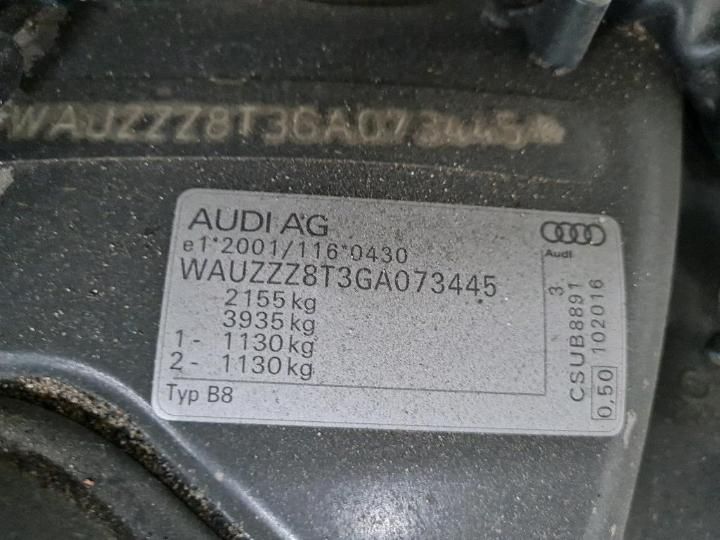 WAUZZZ8T3GA073445
AUDI AG
e1*2001/116*0430
WAUZZZ8T3GA073445
2155 kg
3935 kg
1- 1130 kg
2- 1130 kg
Typ B8
Audi
3.
CSUB8891
0,50 102016